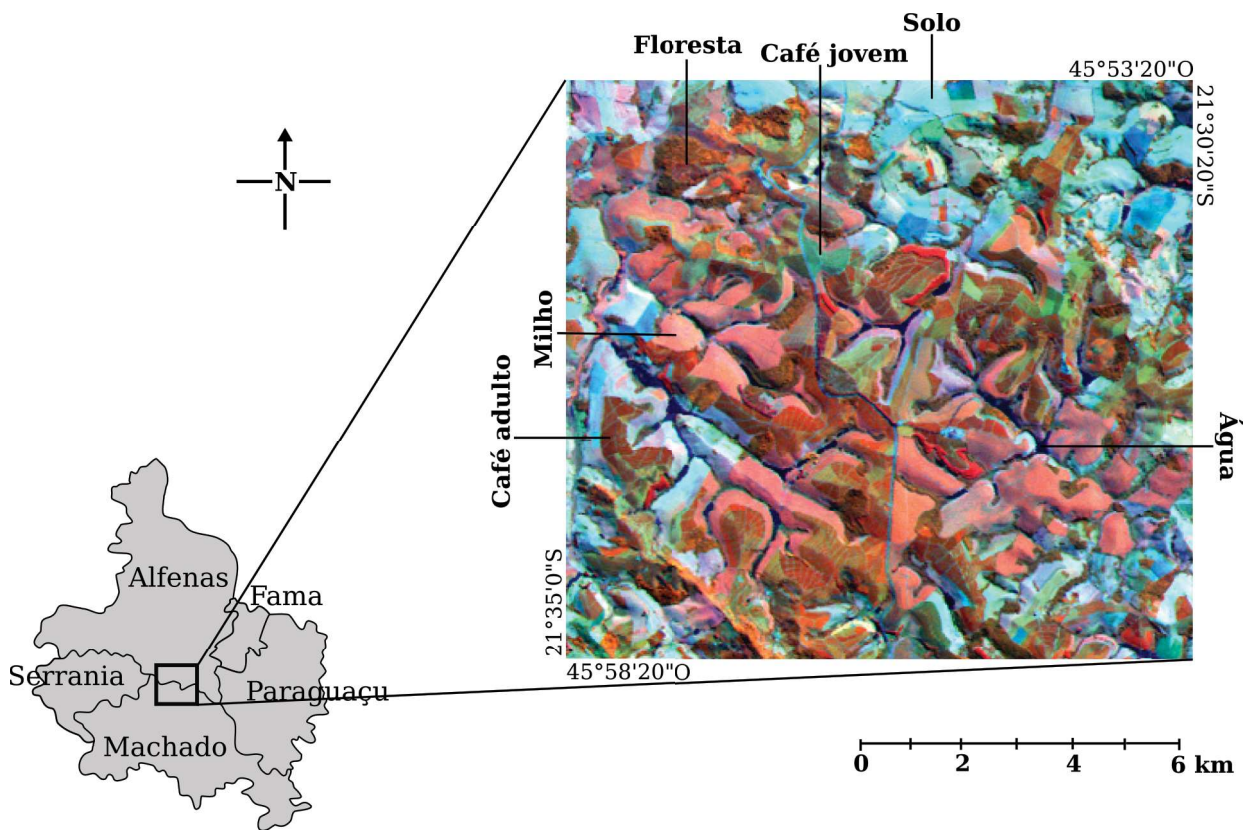 Solo
Floresta
Café jovem
45°53'20"O
21°30'20"S
N
Milho
Café adulto
Água
21°35'0"S
45°58'20"O
Alfenas
Fama
Serrania
Paraguaçu
Machado
0 2 4 6 km